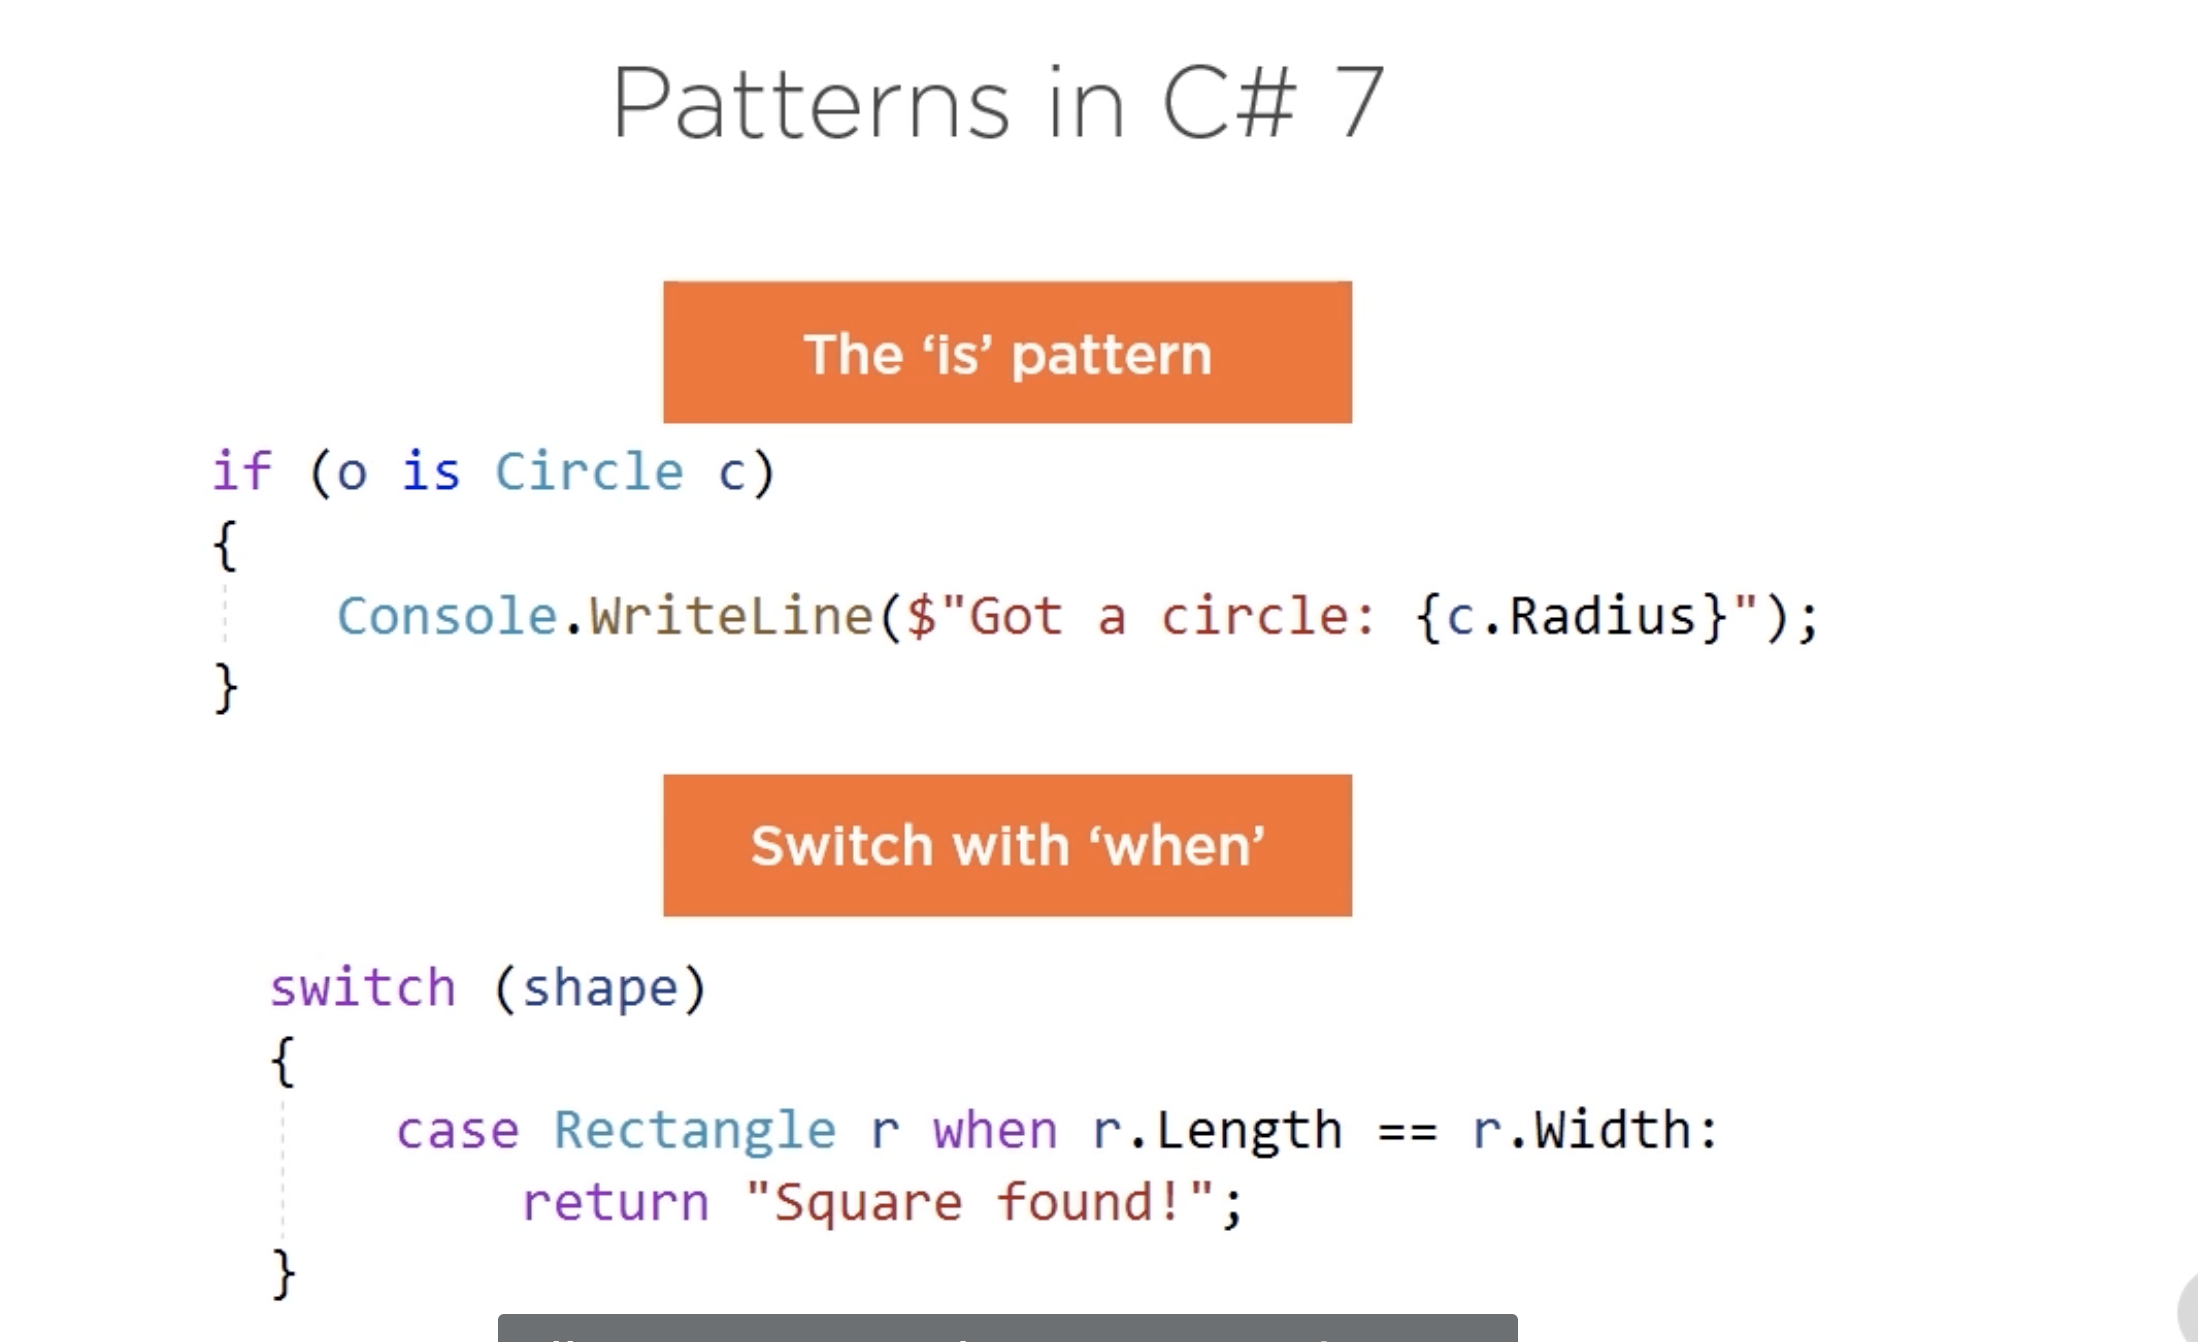 Patterns in C# 7
The ‘is’ pattern
if (o is Circle c)
{
Console.WriteLine($"Got a circle: {c.Radius}");
}
Switch with ‘when’
switch (shape)
{
case Rectangle r when r.Length == r.Width:
return "Square found!";
}